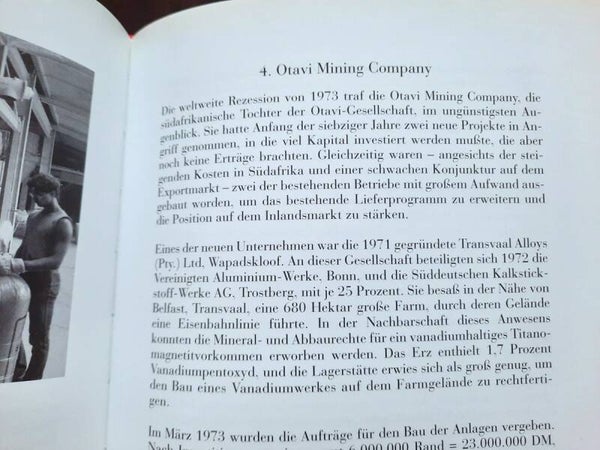 4. Otavi Mining Company
Die weltweite Rezession von 1973 traf die Otavi Mining Company, die
südafrikanische Tochter der Otavi-Gesellschaft, im ungünstigsten Au-
genblick. Sie hatte Anfang der siebziger Jahre zwei neue Projekte in An-
griff genommen, in die viel Kapital investiert werden mußte, die aber
noch keine Erträge brachten. Gleichzeitig waren – angesichts der stei-
genden Kosten in Südafrika und einer schwachen Konjunktur auf dem
Exportmarkt – zwei der bestehenden Betriebe mit großem Aufwand aus-
gebaut worden, um das bestehende Lieferprogramm zu erweitern und
die Position auf dem Inlandsmarkt zu stärken.
Eines der neuen Unternehmen war die 1971 gegründete Transvaal Alloys
(Pty.) Ltd, Wapadskloof. An dieser Gesellschaft beteiligten sich 1972 die
Vereinigten Aluminium-Werke, Bonn, und die Süddeutschen Kalkstick-
stoff-Werke AG, Trostberg, mit je 25 Prozent. Sie besaß in der Nähe von
Belfast, Transvaal, eine 680 Hektar große Farm, durch deren Gelände
eine Eisenbahnlinie führte. In der Nachbarschaft dieses Anwesens
konnten die Mineral- und Abbaurechte für ein vanadiumhaltiges Titano-
magnetitvorkommen erworben werden. Das Erz enthielt 1,7 Prozent
Vanadiumpentoxyd, und die Lagerstätte erwies sich als groß genug, um
den Bau eines Vanadiumwerkes auf dem Farmgelände zu rechtferti-
gen.
Im März 1973 wurden die Aufträge für den Bau der Anlagen vergeben.
6.000.000 Rand = 23.000.000 DM,